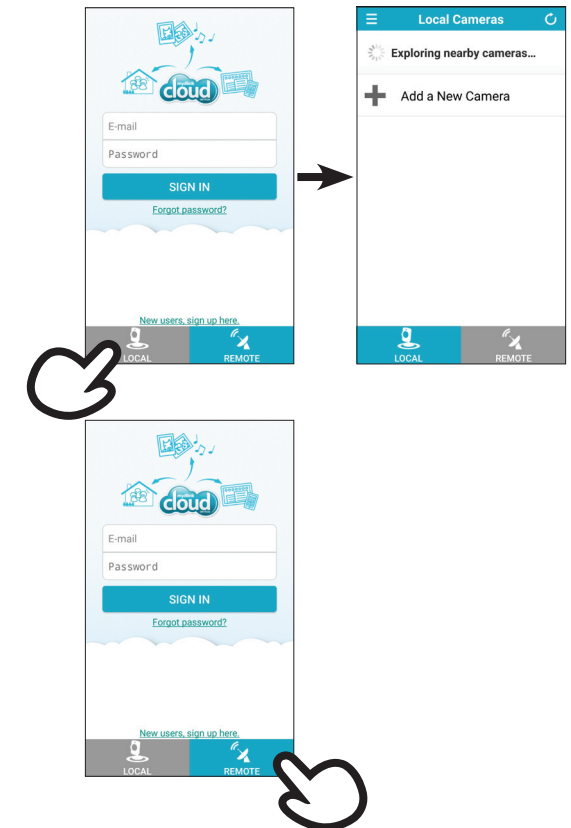 cloud
E-mail
Password
SIGN IN
Forgot password?
New users, sign up here.
LOCAL REMOTE
Local Cameras
Exploring nearby cameras...
Add a New Camera
LOCAL REMOTE
cloud
E-mail
Password
SIGN IN
Forgot password?
New users, sign up here.
LOCAL REMOTE